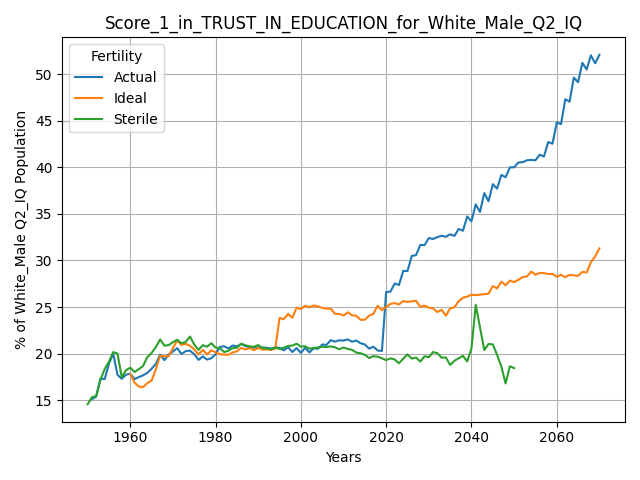 Score_1_in_TRUST_IN_EDUCATION_for_White_Male_Q2_IQ
Fertility
Actual
Ideal
Sterile
% of White_Male Q2_IQ Population
50
45
40
35
30
25
20
15
1960
1980
2000
2020
2040
2060
Years